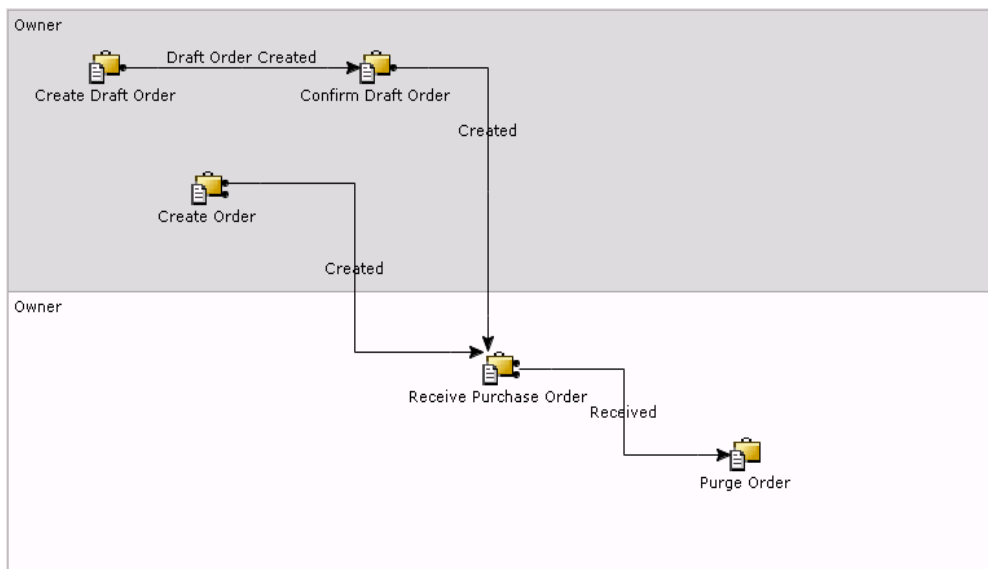 Owner
Draft Order Created
Create Draft Order
Confirm Draft Order
Created
Create Order
Created
Owner
Receive Purchase Order
Received
Purge Order